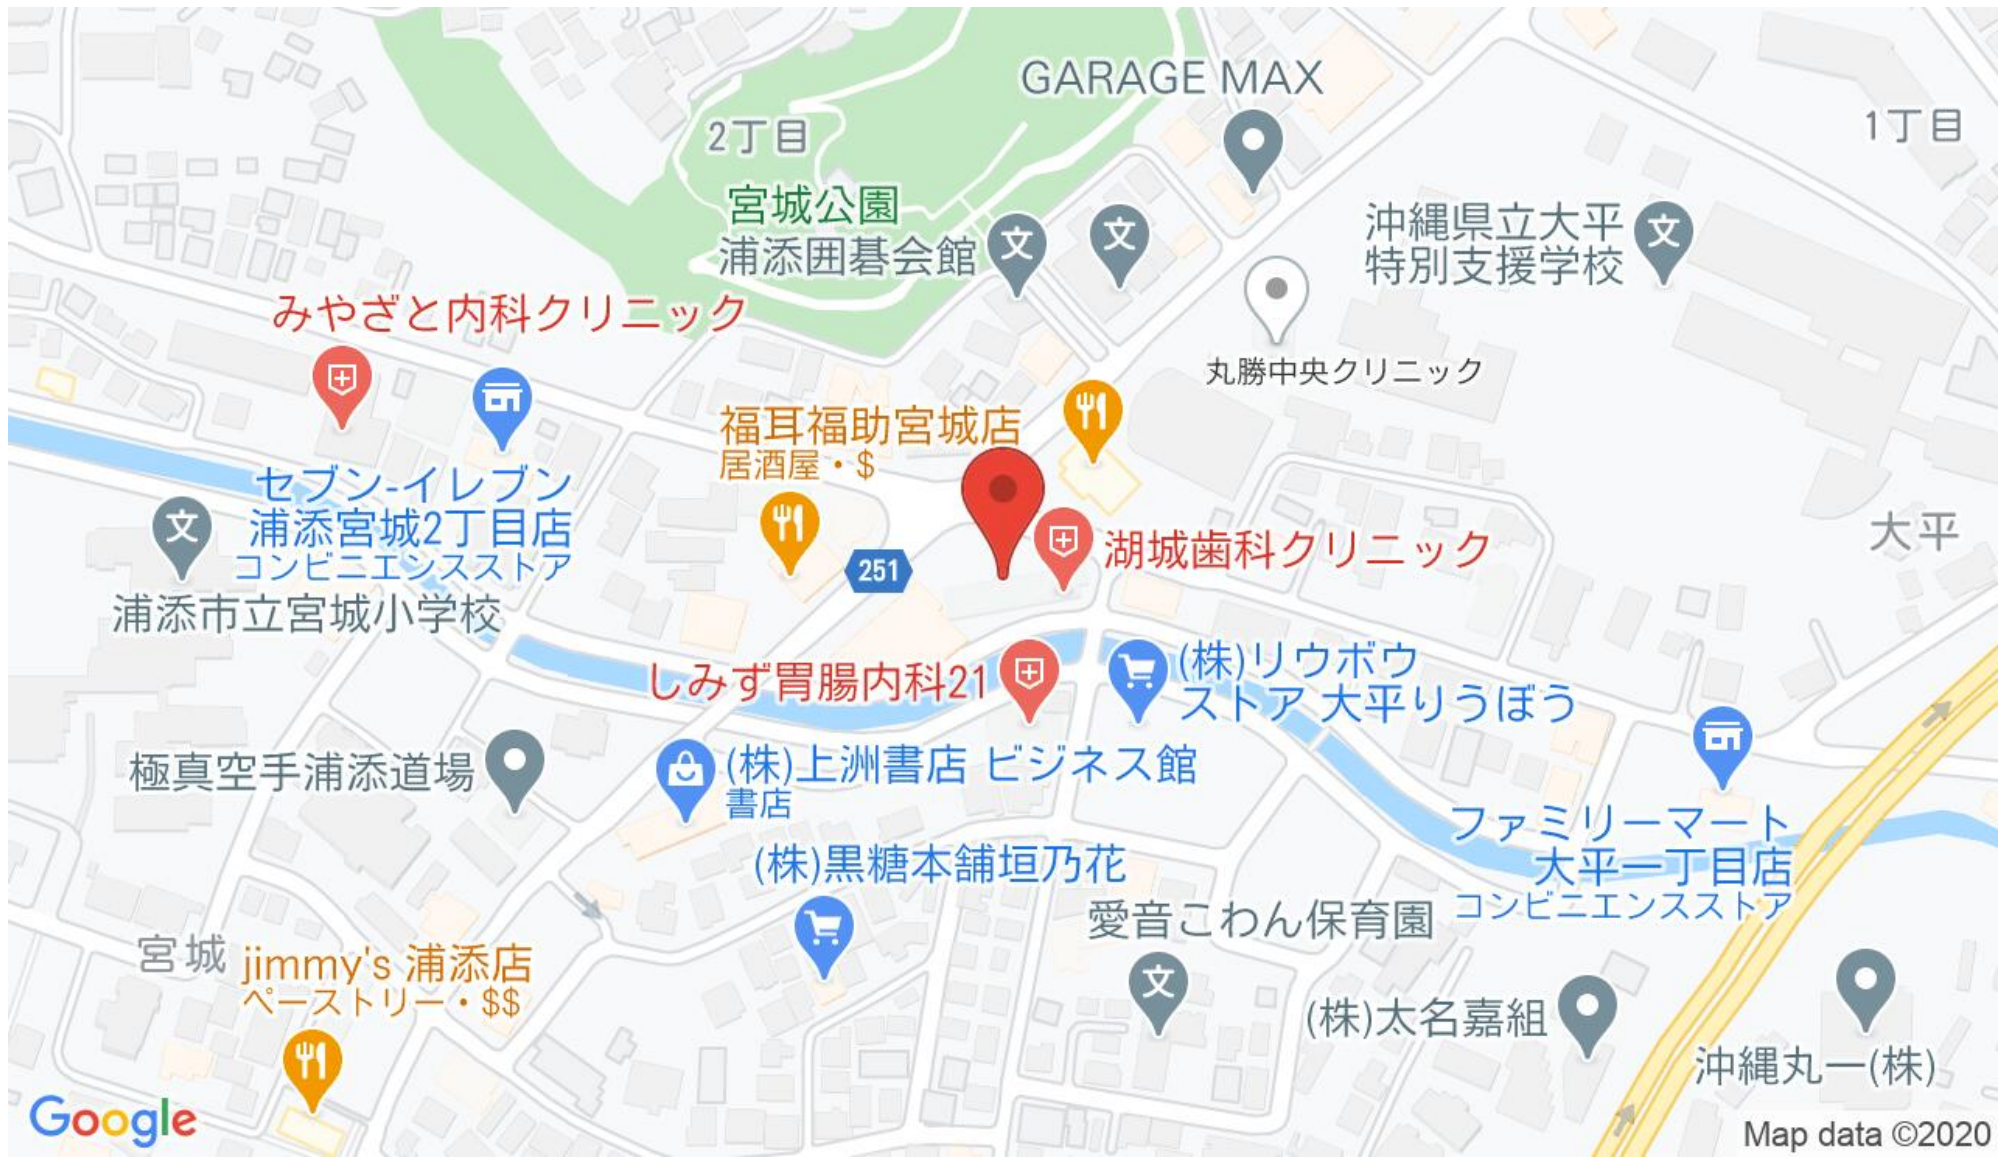 GARAGE MAX
1丁目
2丁目
宮城公園
浦添囲碁会館
文
文
沖縄県立大平
特別支援学校
文
みやざと内科クリニック
丸勝中央クリニック
福耳福助宮城店
居酒屋・$
セブン-イレブン
浦添宮城2丁目店
コンビニエンスストア
文
浦添市立宮城小学校
251
湖城歯科クリニック
大平
しみず胃腸内科21
(株)リウボウ
ストア 大平りうぼう
極真空手浦添道場
(株)上洲書店 ビジネス館
書店
ファミリーマート
大平一丁目店
コンビニエンスストア
(株)黒糖本舗垣乃花
愛音こわん保育園
文
宮城
jimmy's 浦添店
ペーストリー・$$
(株)太名嘉組
沖縄丸一(株)
Google
Map data ©2020